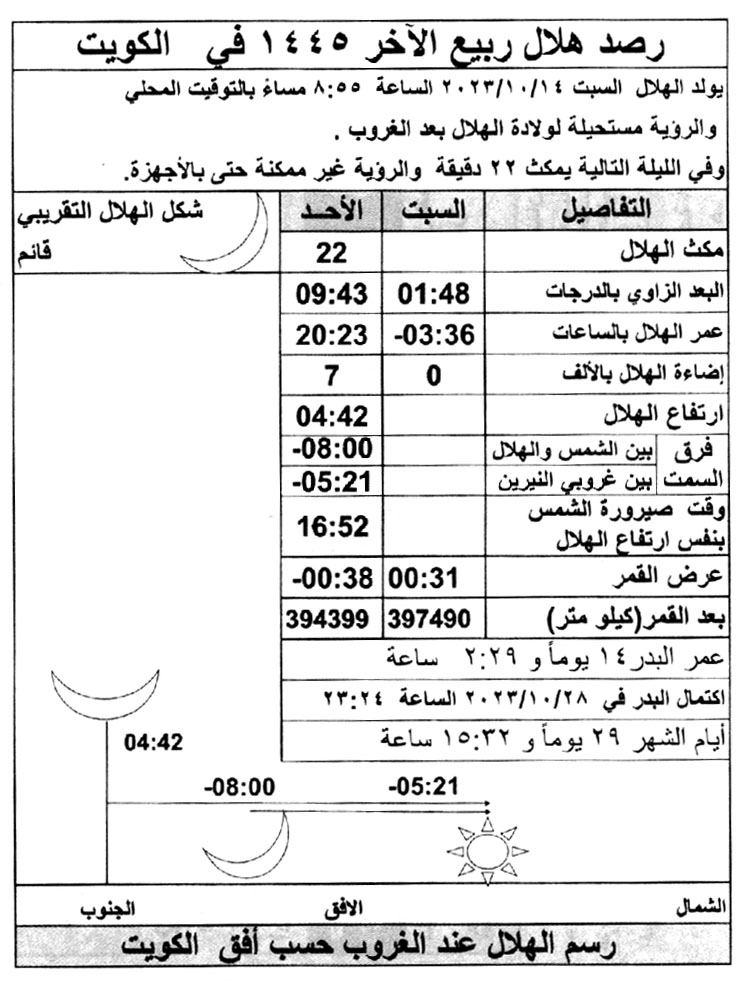 رصد هلال ربيع الآخر ١٤٤٥ في الكويت
يولد الهلال السبت ٢٠٢٣/١٠/١٤ الساعة ٨:٥٥ مساءً بالتوقيت المحلي
والرؤية مستحيلة لولادة الهلال بعد الغروب .
وفي الليلة التالية يمكث ٢٢ دقيقة والرؤية غير ممكنة حتى بالأجهزة.
التفاصيل السبت الأحد شكل الهلال التقريبي
مكث الهلال 22 قائم
البعد الزاوي بالدرجات 01:48 09:43
عمر الهلال بالساعات -03:36 20:23
إضاءة الهلال بالألف 0 7
ارتفاع الهلال 04:42
فرق السمت بين الشمس والهلال -08:00
بين غروبي النيرين -05:21
وقت صيرورة الشمس
بنفس ارتفاع الهلال 16:52
عرض القمر 00:31 -00:38
بعد القمر(كيلو متر) 397490 394399
عمر البدر ١٤ يوماً و ٢:٢٩ ساعة
اكتمال البدر في ٢٠٢٣/١٠/٢٨ الساعة ٢٣:٢٤
أيام الشهر ٢٩ يوماً و ١٥:٣٢ ساعة
04:42
-05:21 -08:00
الشمال الافق الجنوب
رسم الهلال عند الغروب حسب أفق الكويت